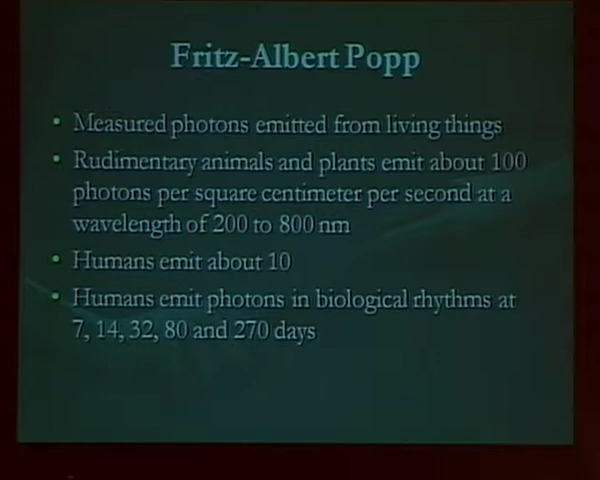 Fritz-Albert Popp
• Measured photons emitted from living things
• Rudimentary animals and plants emit about 100
photons per square centimeter per second at a
wavelength of 200 to 800 nm
• Humans emit about 10
• Humans emit photons in biological rhythms at
7, 14, 32, 80 and 270 days